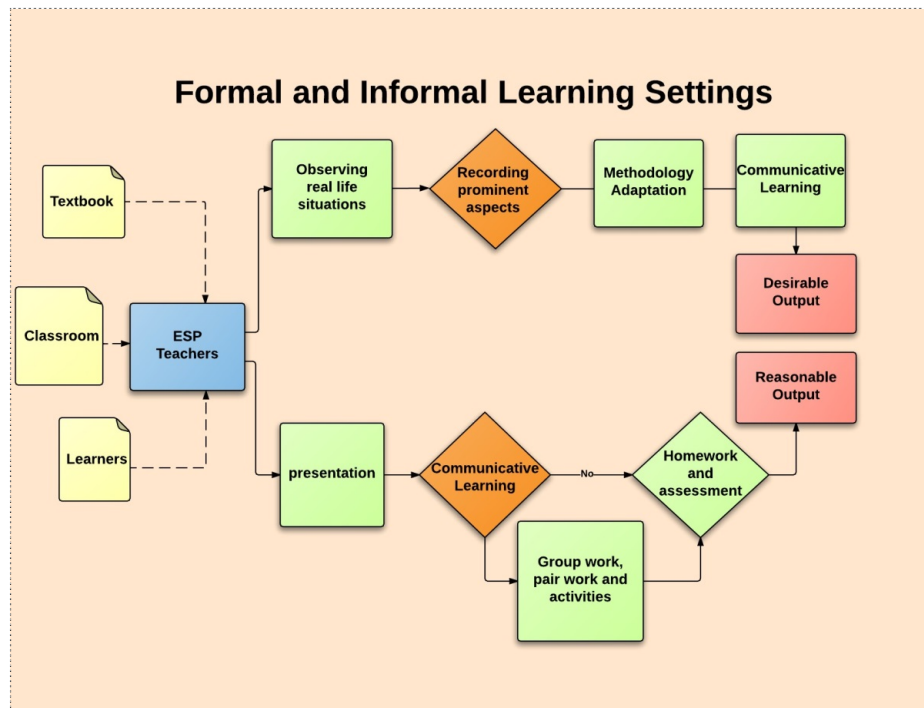 Formal and Informal Learning Settings
Textbook
Classroom
Learners
ESP
Teachers
Observing
real life
situations
Recording
prominent
aspects
Methodology
Adaptation
Communicative
Learning
Desirable
Output
Reasonable
Output
presentation
Communicative
Learning
No
Homework
and
assessment
Group work,
pair work and
activities